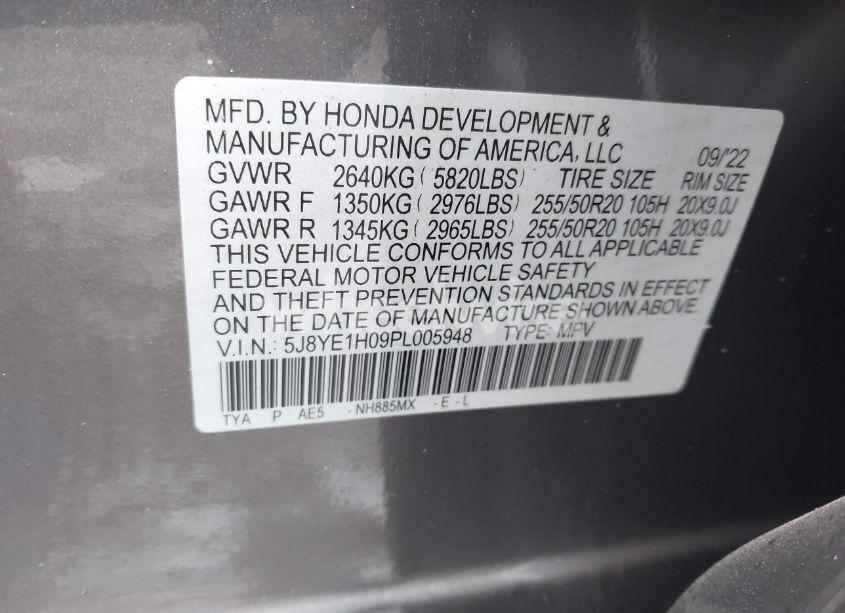 MFD. BY HONDA DEVELOPMENT &
MANUFACTURING OF AMERICA, LLC 09/'22
GVWR 2640KG ( 5820LBS) TIRE SIZE RIM SIZE
GAWR F 1350KG ( 2976LBS) 255/50R20 105H 20X9.0J
GAWR R 1345KG ( 2965LBS) 255/50R20 105H 20X9.0J
THIS VEHICLE CONFORMS TO ALL APPLICABLE
FEDERAL MOTOR VEHICLE SAFETY
AND THEFT PREVENTION STANDARDS IN EFFECT
ON THE DATE OF MANUFACTURE SHOWN ABOVE.
V.I.N.: 5J8YE1H09PL005948 TYPE: MPV
TYA P AE5 - NH885MX - E - L